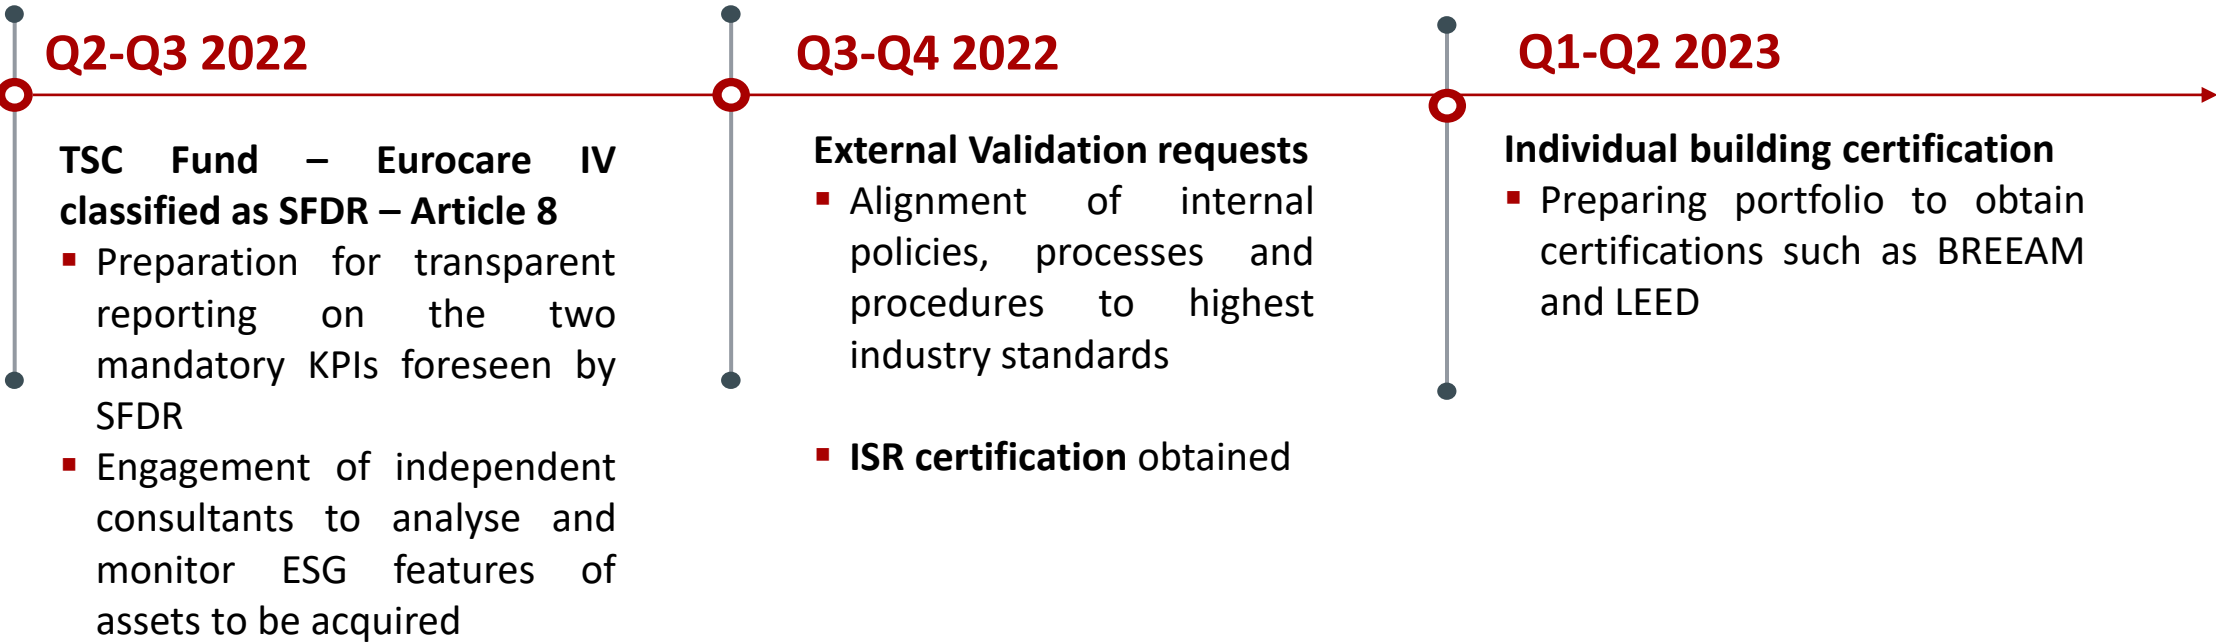 Q2-Q3 2022
TSC Fund – Eurocare IV
classified as SFDR – Article 8
▪ Preparation for transparent
reporting on the two
mandatory KPIs foreseen by
SFDR
▪ Engagement of independent
consultants to analyse and
monitor ESG features of
assets to be acquired
Q3-Q4 2022
External Validation requests
▪ Alignment of internal
policies, processes and
procedures to highest
industry standards
▪ ISR certification obtained
Q1-Q2 2023
Individual building certification
▪ Preparing portfolio to obtain
certifications such as BREEAM
and LEED